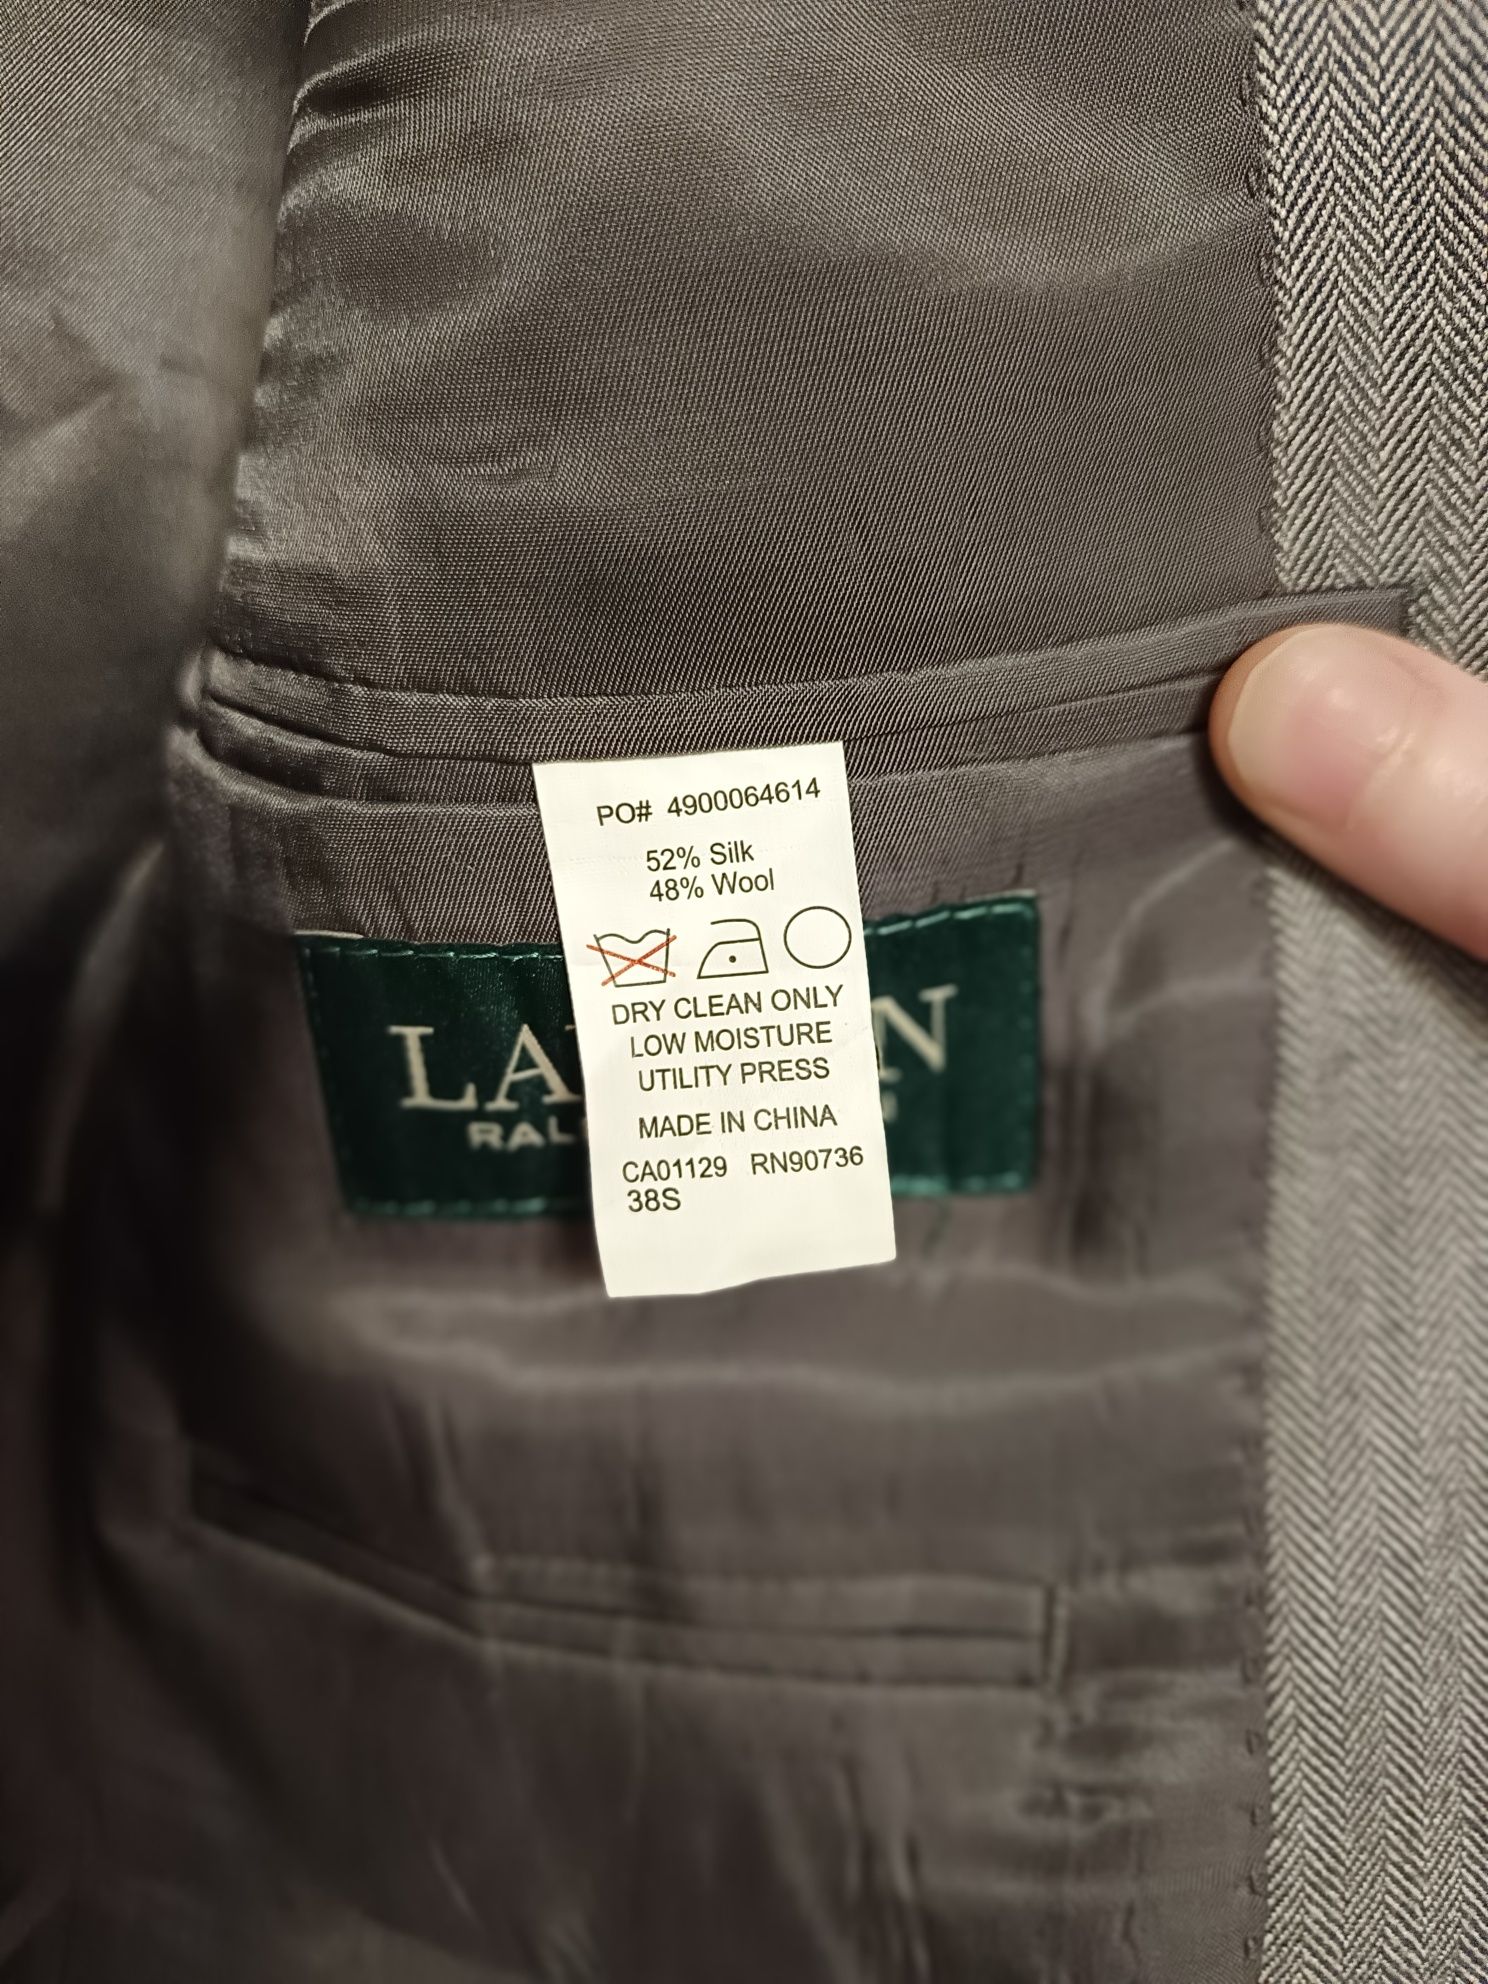 PO# 4900064614
52% Silk
48% Wool
DRY CLEAN ONLY
LOW MOISTURE
UTILITY PRESS
MADE IN CHINA
CA01129 RN90736
38S